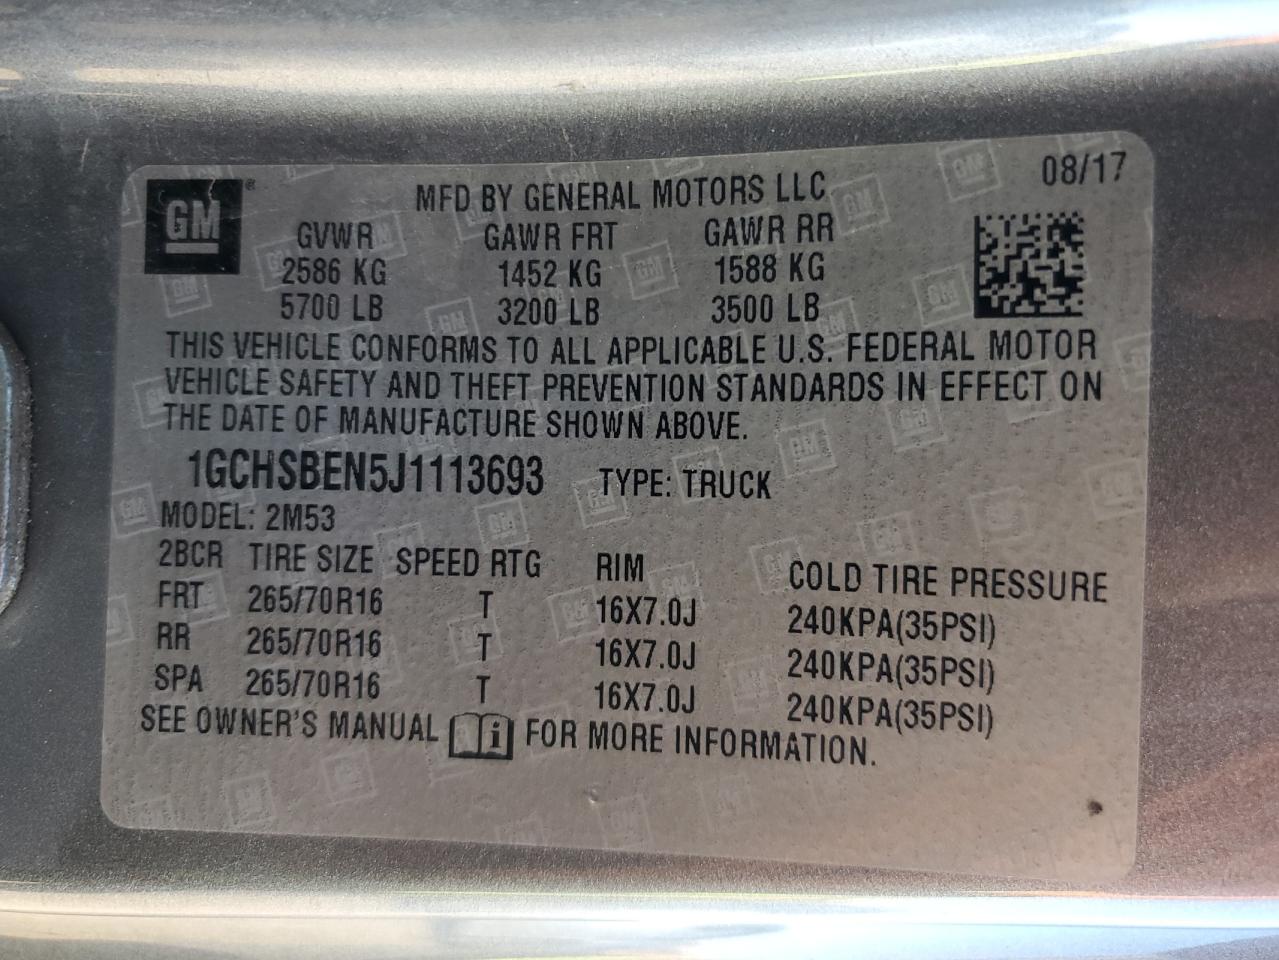 GM
MFD BY GENERAL MOTORS LLC
08/17
GVWR GAWR FRT GAWR RR
2586 KG 1452 KG 1588 KG
5700 LB 3200 LB 3500 LB
THIS VEHICLE CONFORMS TO ALL APPLICABLE U.S. FEDERAL MOTOR
VEHICLE SAFETY AND THEFT PREVENTION STANDARDS IN EFFECT ON
THE DATE OF MANUFACTURE SHOWN ABOVE.
1GCHSBEN5J1113693 TYPE: TRUCK
MODEL: 2M53
2BCR TIRE SIZE SPEED RTG RIM COLD TIRE PRESSURE
FRT 265/70R16 T 16X7.0J 240KPA(35PSI)
RR 265/70R16 T 16X7.0J 240KPA(35PSI)
SPA 265/70R16 T 16X7.0J 240KPA(35PSI)
SEE OWNER'S MANUAL i FOR MORE INFORMATION.